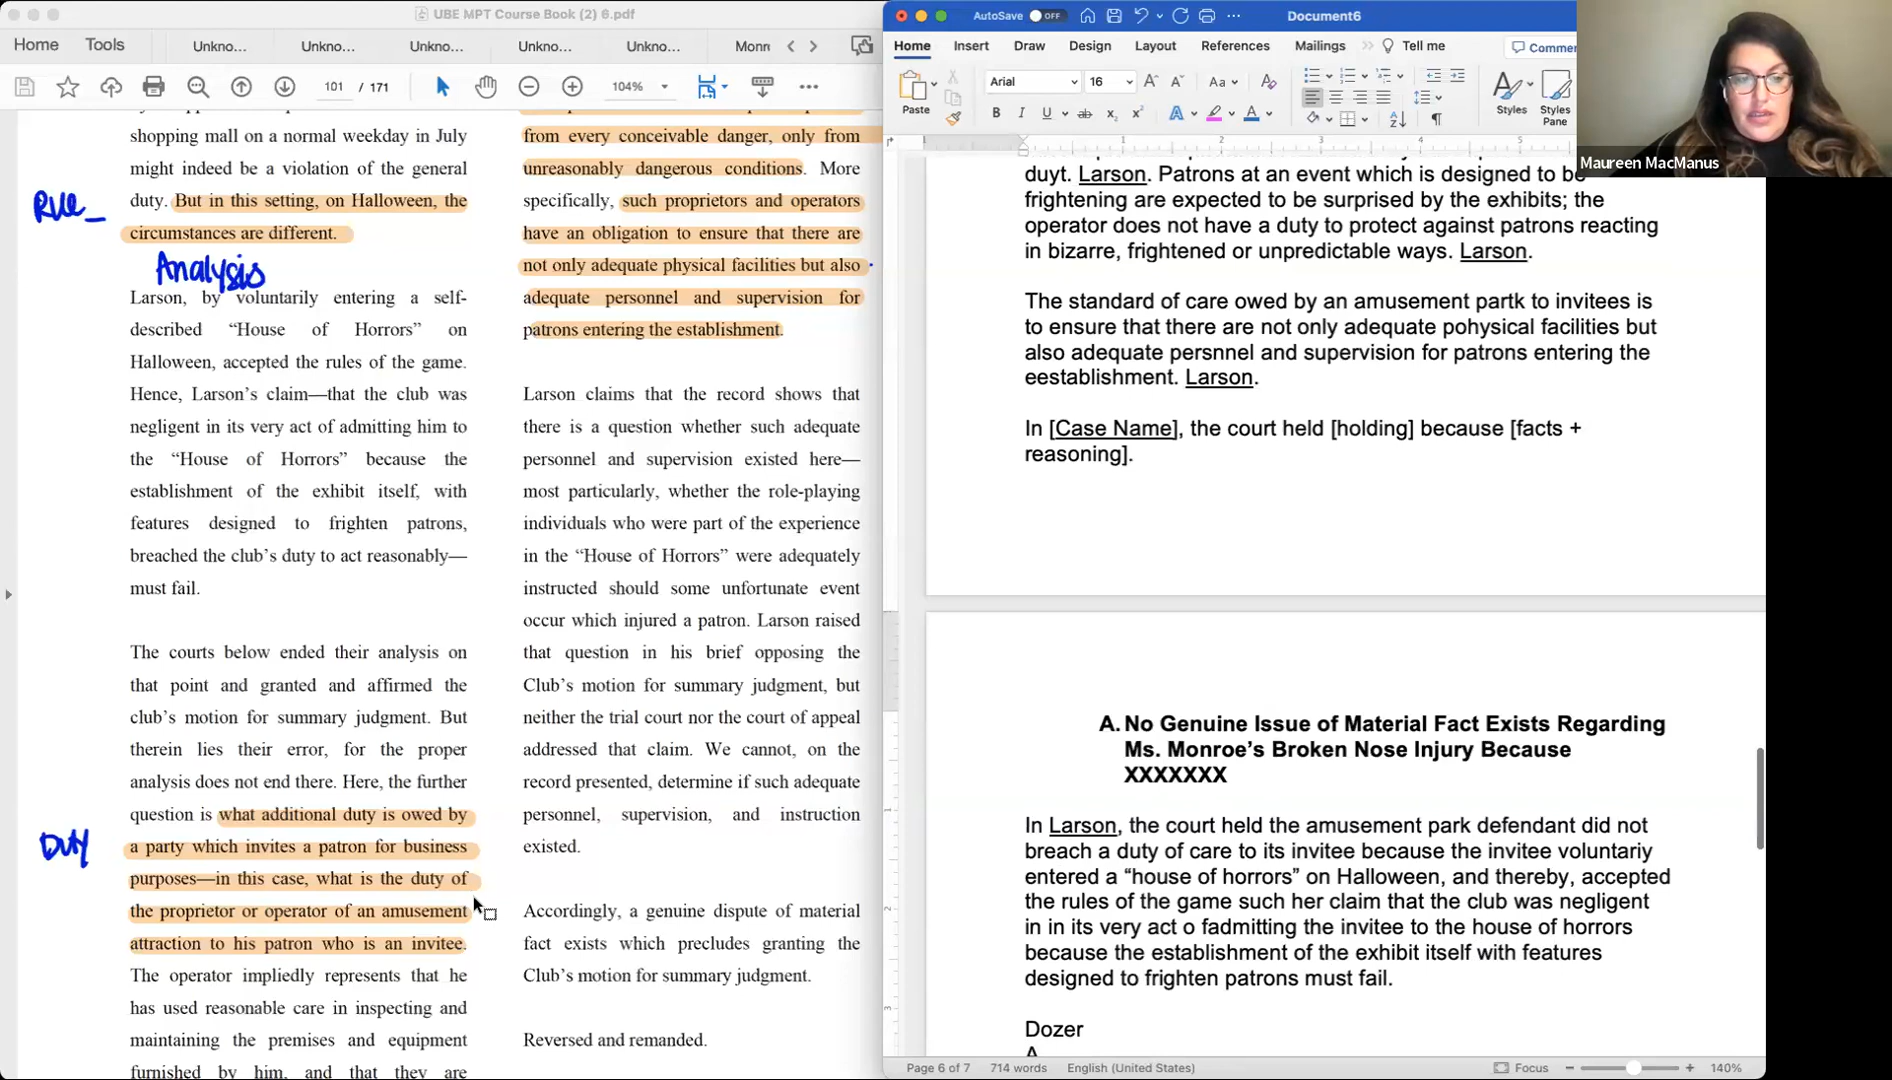 UBE MPT Course Book (2) 6.pdf
Home Tools Unkno... Unkno... Unkno... Unkno... Unkno... Monr
101 / 171 104%
shopping mall on a normal weekday in July
might indeed be a violation of the general
duty. But in this setting, on Halloween, the
circumstances are different.
Rule_
Analysis
Larson, by voluntarily entering a self-
described “House of Horrors” on
Halloween, accepted the rules of the game.
Hence, Larson’s claim—that the club was
negligent in its very act of admitting him to
the “House of Horrors” because the
establishment of the exhibit itself, with
features designed to frighten patrons,
breached the club’s duty to act reasonably—
must fail.
The courts below ended their analysis on
that point and granted and affirmed the
club’s motion for summary judgment. But
therein lies their error, for the proper
analysis does not end there. Here, the further
question is what additional duty is owed by
a party which invites a patron for business
purposes—in this case, what is the duty of
the proprietor or operator of an amusement
attraction to his patron who is an invitee.
The operator impliedly represents that he
has used reasonable care in inspecting and
maintaining the premises and equipment
furnished by him, and that they are
Duty
from every conceivable danger, only from
unreasonably dangerous conditions. More
specifically, such proprietors and operators
have an obligation to ensure that there are
not only adequate physical facilities but also
adequate personnel and supervision for
patrons entering the establishment.
Larson claims that the record shows that
there is a question whether such adequate
personnel and supervision existed here—
most particularly, whether the role-playing
individuals who were part of the experience
in the “House of Horrors” were adequately
instructed should some unfortunate event
occur which injured a patron. Larson raised
that question in his brief opposing the
Club’s motion for summary judgment, but
neither the trial court nor the court of appeal
addressed that claim. We cannot, on the
record presented, determine if such adequate
personnel, supervision, and instruction
existed.
Accordingly, a genuine dispute of material
fact exists which precludes granting the
Club’s motion for summary judgment.
Reversed and remanded.
AutoSave OFF Document6
Home Insert Draw Design Layout References Mailings Tell me Comme
Paste Arial 16 Aa Styles Styles
Pane
B I U ab x₂ x² A A
1 2 3 4 5
Maureen MacManus
duyt. Larson. Patrons at an event which is designed to be
frightening are expected to be surprised by the exhibits; the
operator does not have a duty to protect against patrons reacting
in bizarre, frightened or unpredictable ways. Larson.
The standard of care owed by an amusement partk to invitees is
to ensure that there are not only adequate pohysical facilities but
also adequate persnnel and supervision for patrons entering the
eestablishment. Larson.
In [Case Name], the court held [holding] because [facts +
reasoning].
A. No Genuine Issue of Material Fact Exists Regarding
Ms. Monroe’s Broken Nose Injury Because
XXXXXXX
In Larson, the court held the amusement park defendant did not
breach a duty of care to its invitee because the invitee voluntariy
entered a “house of horrors” on Halloween, and thereby, accepted
the rules of the game such her claim that the club was negligent
in in its very act o fadmitting the invitee to the house of horrors
because the establishment of the exhibit itself with features
designed to frighten patrons must fail.
Dozer
Page 6 of 7 714 words English (United States) Focus 140%